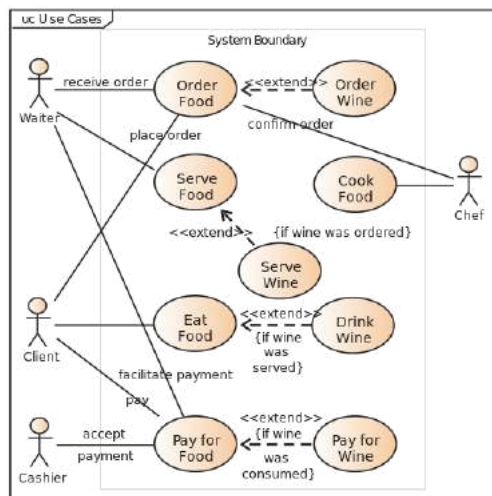 uc Use Cases
System Boundary
receive order
Order
Food
<<extend>>
Order
Wine
Waiter
place order
confirm order
Serve
Food
Cook
Food
Chef
<<extend>>
{if wine was ordered}
Serve
Wine
Client
Eat
Food
<<extend>>
{if wine
was
served}
Drink
Wine
facilitate payment
pay
Cashier
accept
payment
Pay for
Food
<<extend>>
{if wine
was
consumed}
Pay for
Wine